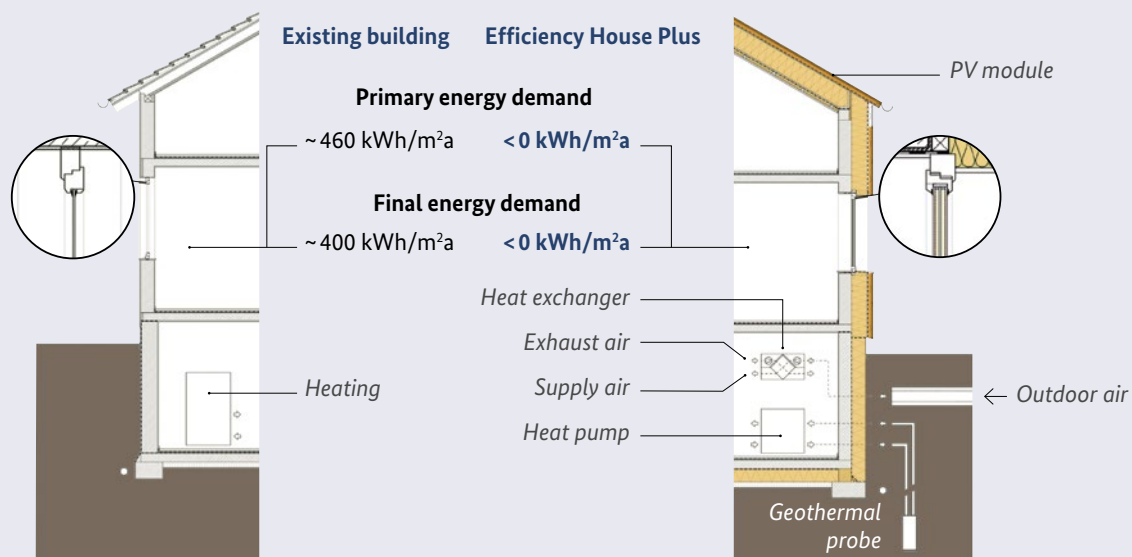 Existing building
Efficiency House Plus
PV module
Primary energy demand
~ 460 kWh/m²a
< 0 kWh/m²a
Final energy demand
~ 400 kWh/m²a
< 0 kWh/m²a
Heat exchanger
Exhaust air
Heating
Supply air
Outdoor air
Heat pump
Geothermal
probe